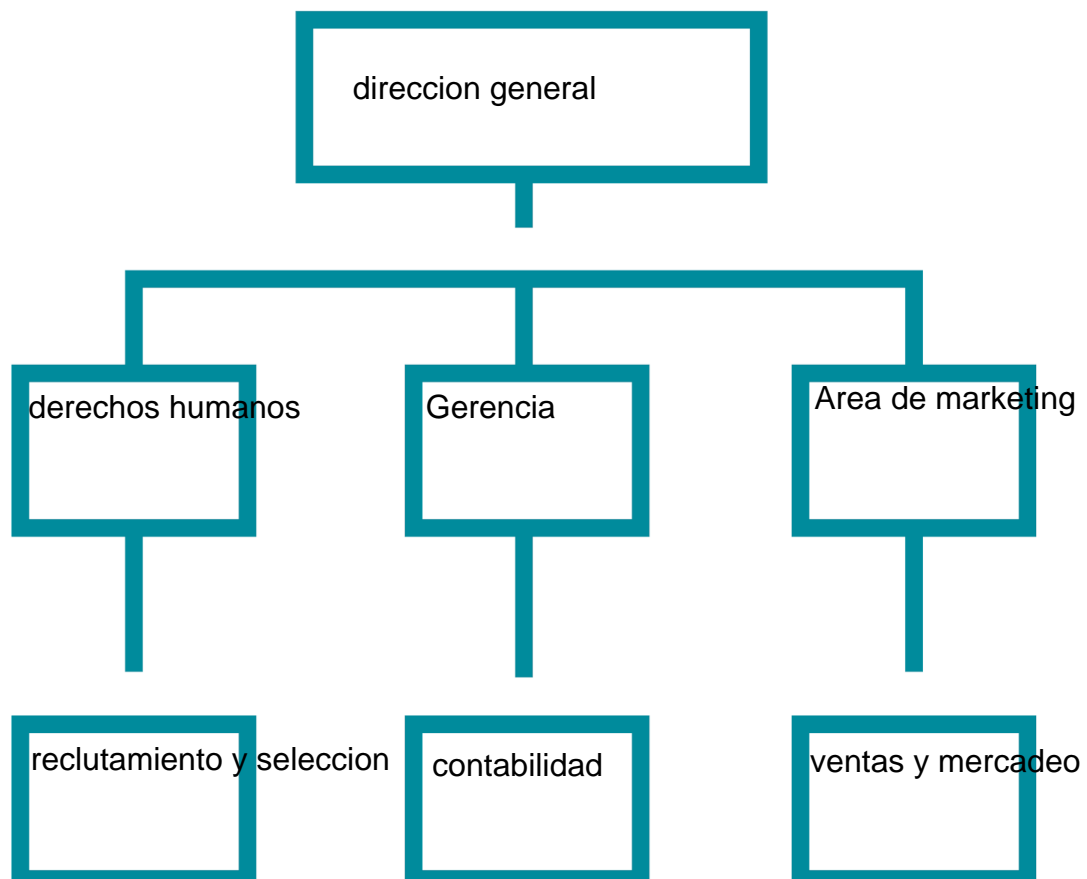 direccion general
derechos humanos
Gerencia
Area de marketing
reclutamiento y seleccion
contabilidad
ventas y mercadeo